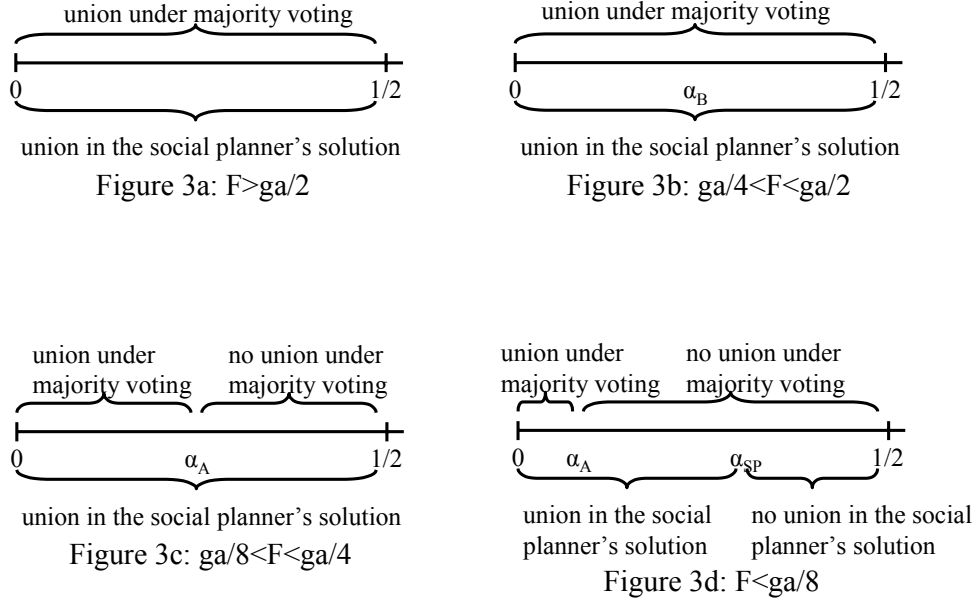 union under majority voting
0
1/2
union in the social planner's solution
Figure 3a: F>ga/2
union under majority voting
0
α_B
1/2
union in the social planner's solution
Figure 3b: ga/4<F<ga/2
union under
majority voting
no union under
majority voting
0
α_A
1/2
union in the social planner's solution
Figure 3c: ga/8<F<ga/4
union under
majority voting
no union under
majority voting
0
α_A
α_SP
1/2
union in the social
planner's solution
no union in the social
planner's solution
Figure 3d: F<ga/8